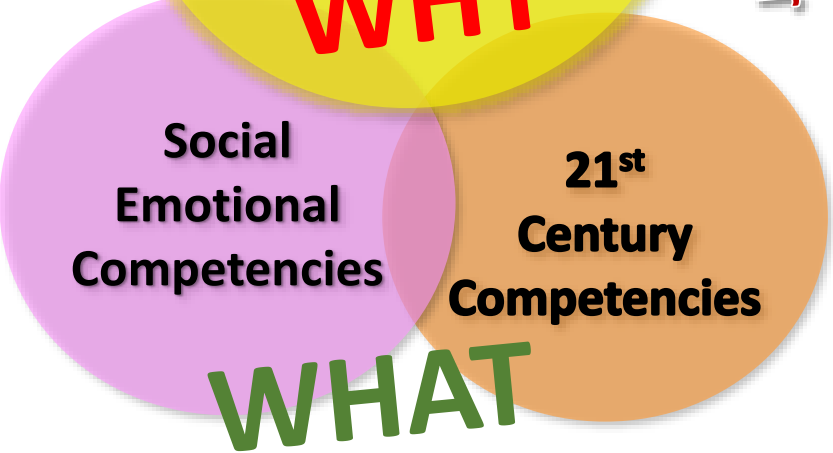 WHY
Social
Emotional
Competencies
21st
Century
Competencies
WHAT